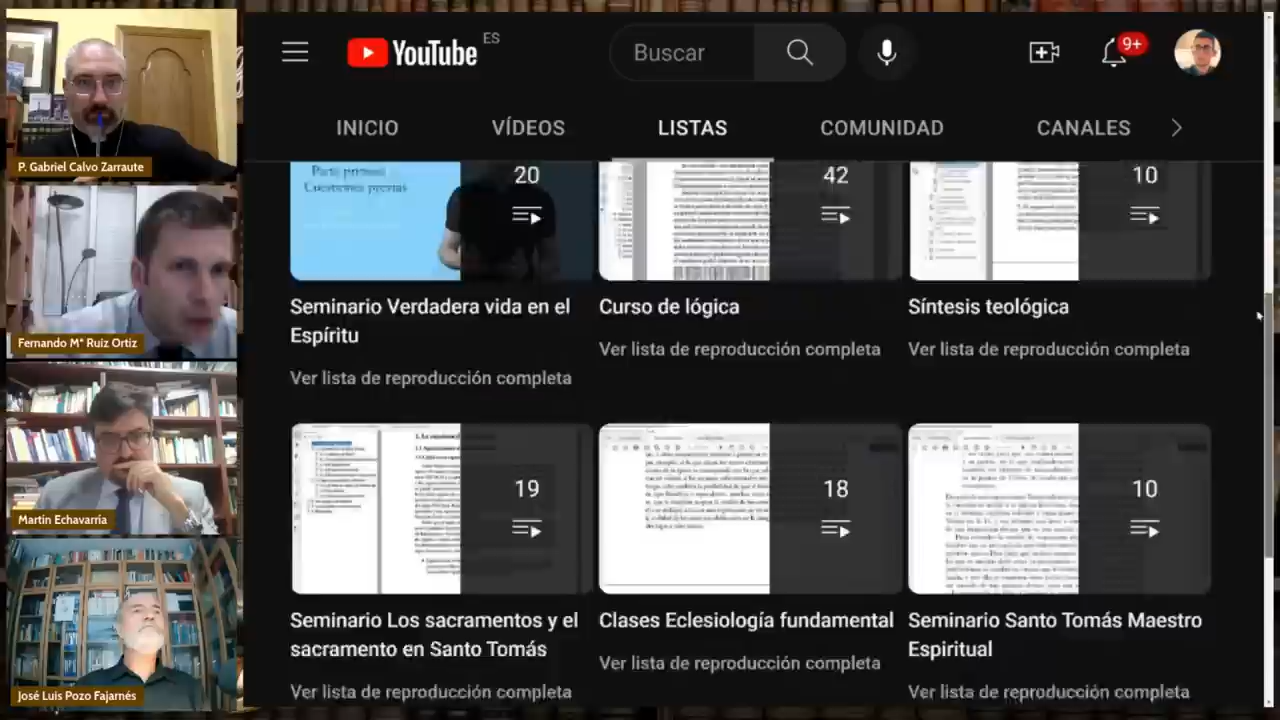 YouTube ES
Buscar
9+
INICIO
VÍDEOS
LISTAS
COMUNIDAD
CANALES
P. Gabriel Calvo Zarraute
Fernando Mª Ruiz Ortiz
Martín Echavarría
José Luis Pozo Fajarnés
Parte primera
Cuestiones previas
20
42
10
Seminario Verdadera vida en el
Espíritu
Ver lista de reproducción completa
Curso de lógica
Ver lista de reproducción completa
Síntesis teológica
Ver lista de reproducción completa
19
18
10
Seminario Los sacramentos y el
sacramento en Santo Tomás
Ver lista de reproducción completa
Clases Eclesiología fundamental
Ver lista de reproducción completa
Seminario Santo Tomás Maestro
Espiritual
Ver lista de reproducción completa